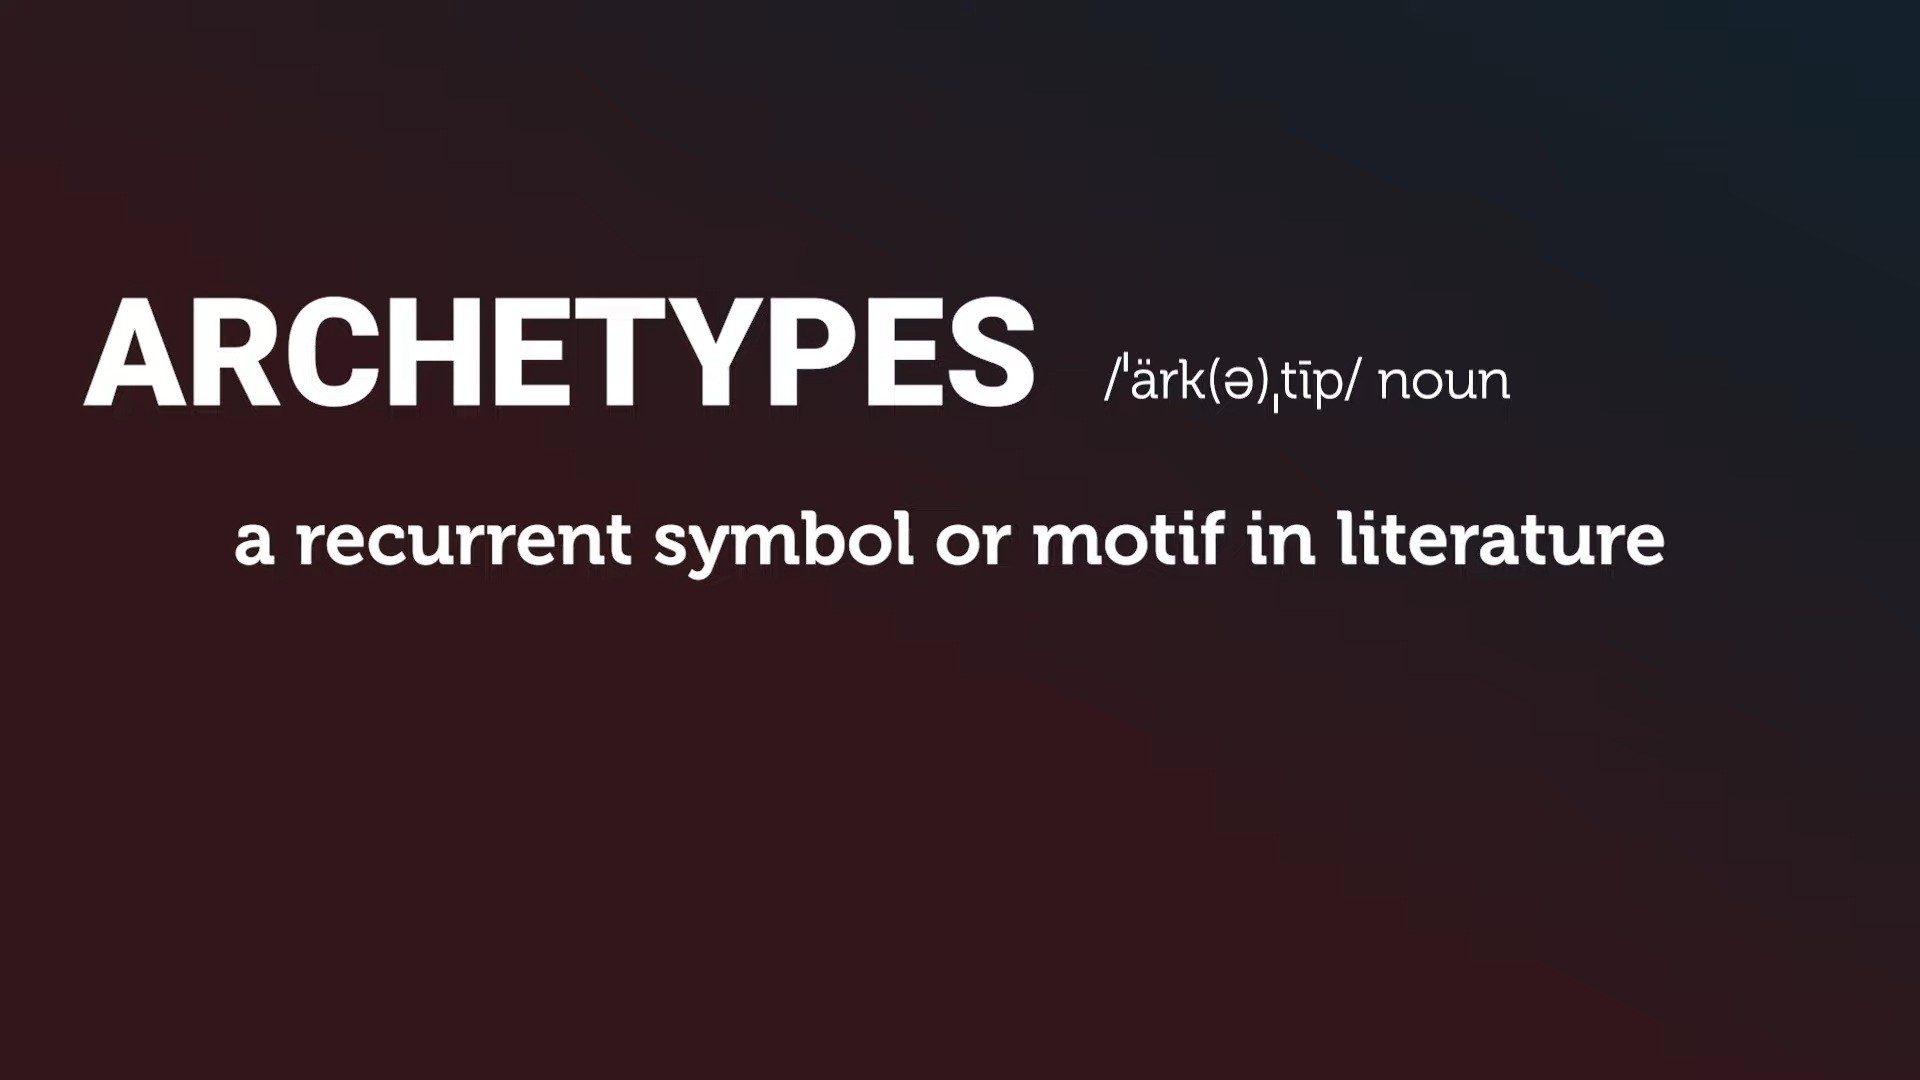 ARCHETYPES /ˈärk(ə)ˌtīp/ noun
a recurrent symbol or motif in literature